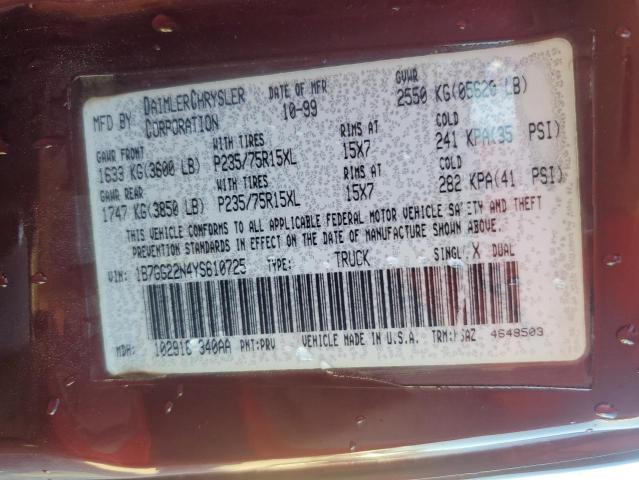 MFD BY DAIMLERCHRYSLER CORPORATION DATE OF MFR 10-99 GVWR 2550 KG(05620 LB)
GAWR FRONT WITH TIRES RIMS AT COLD
1633 KG(3600 LB) P235/75R15XL 15X7 241 KPA(35 PSI)
GAWR REAR WITH TIRES RIMS AT COLD
1747 KG(3850 LB) P235/75R15XL 15X7 282 KPA(41 PSI)
THIS VEHICLE CONFORMS TO ALL APPLICABLE FEDERAL MOTOR VEHICLE SAFETY AND THEFT
PREVENTION STANDARDS IN EFFECT ON THE DATE OF MANUFACTURE SHOWN ABOVE.
VIN: 1B7GG22N4YS610725 TYPE: TRUCK SINGLE X DUAL
MDH: 102916 340AA PNT:PRV VEHICLE MADE IN U.S.A. 4648503